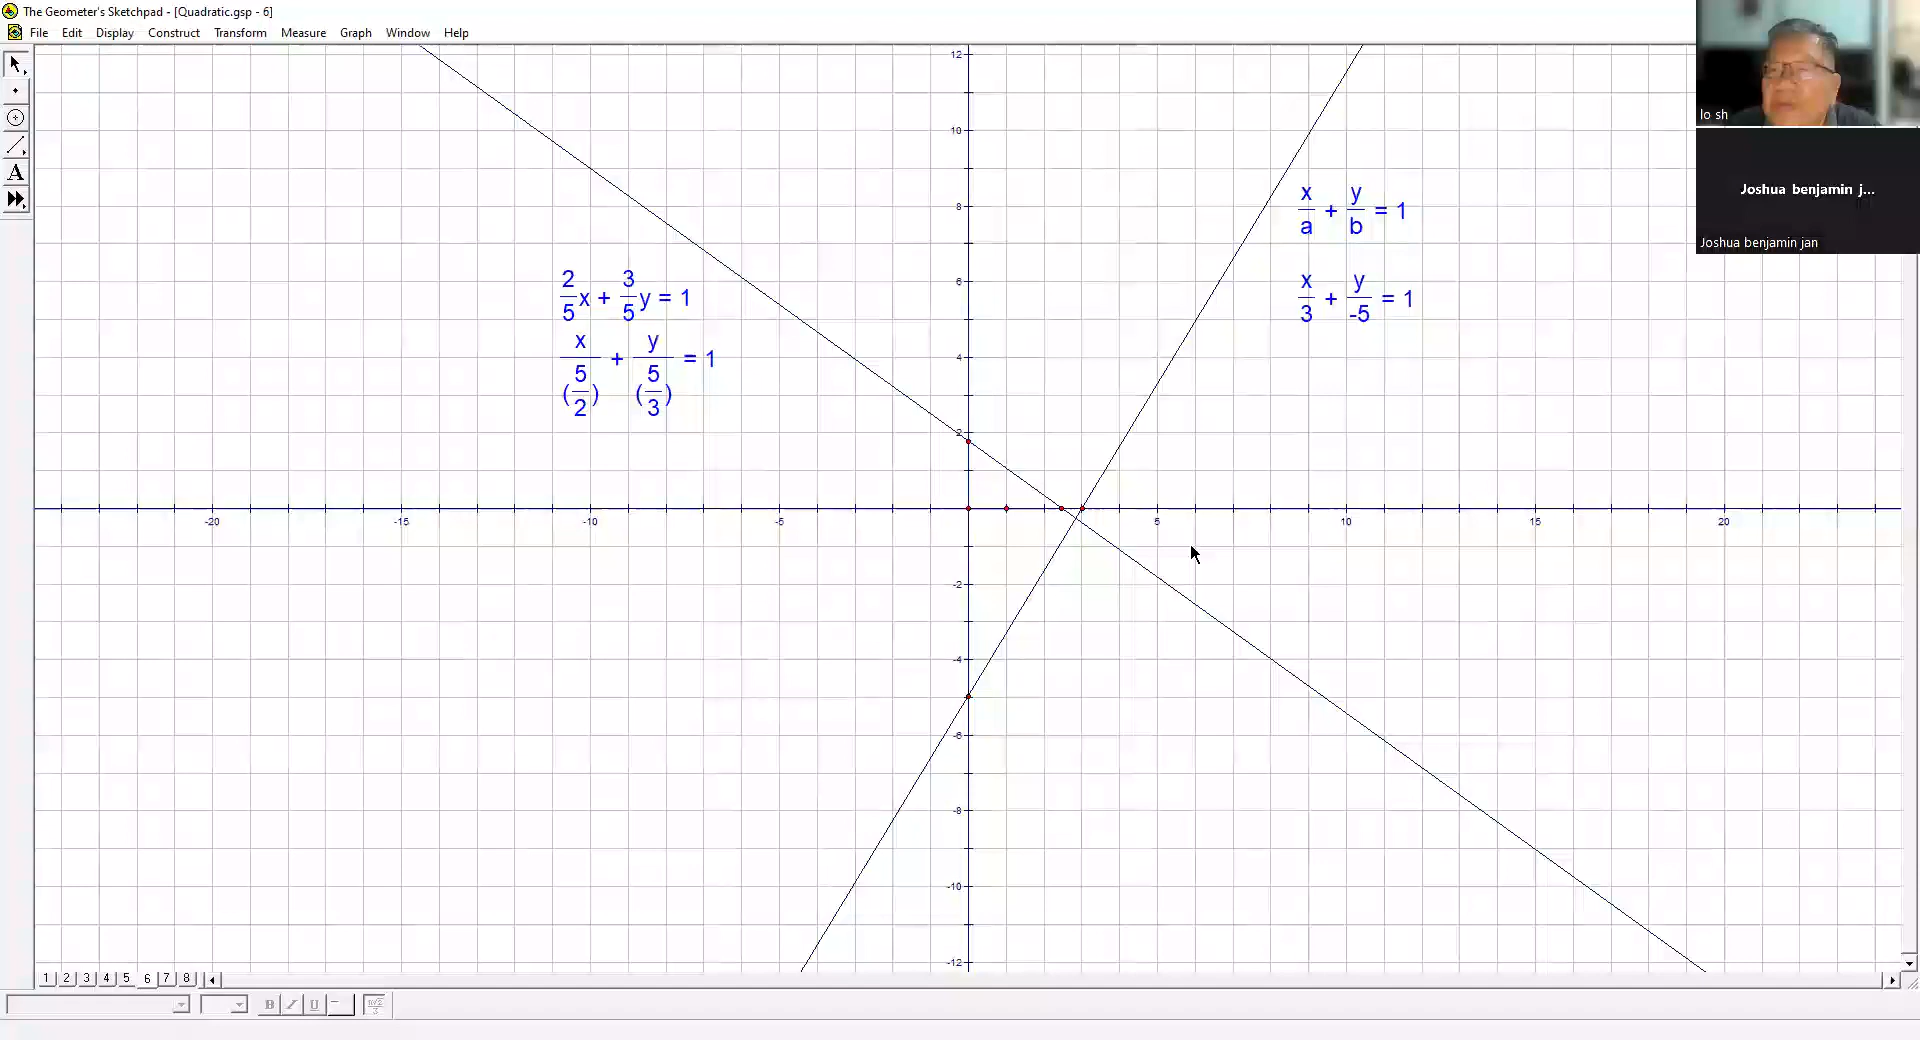 The Geometer's Sketchpad - [Quadratic.gsp - 6]
File Edit Display Construct Transform Measure Graph Window Help
A
lo sh
Joshua benjamin j...
Joshua benjamin jan
x/a + y/b = 1
x/3 + y/-5 = 1
2/5x + 3/5y = 1
x/(5/2) + y/(5/3) = 1
12
10
8
6
4
2
-20 -15 -10 -5 5 10 15 20
-2
-4
-6
-8
-10
-12
1 2 3 4 5 6 7 8
B I U